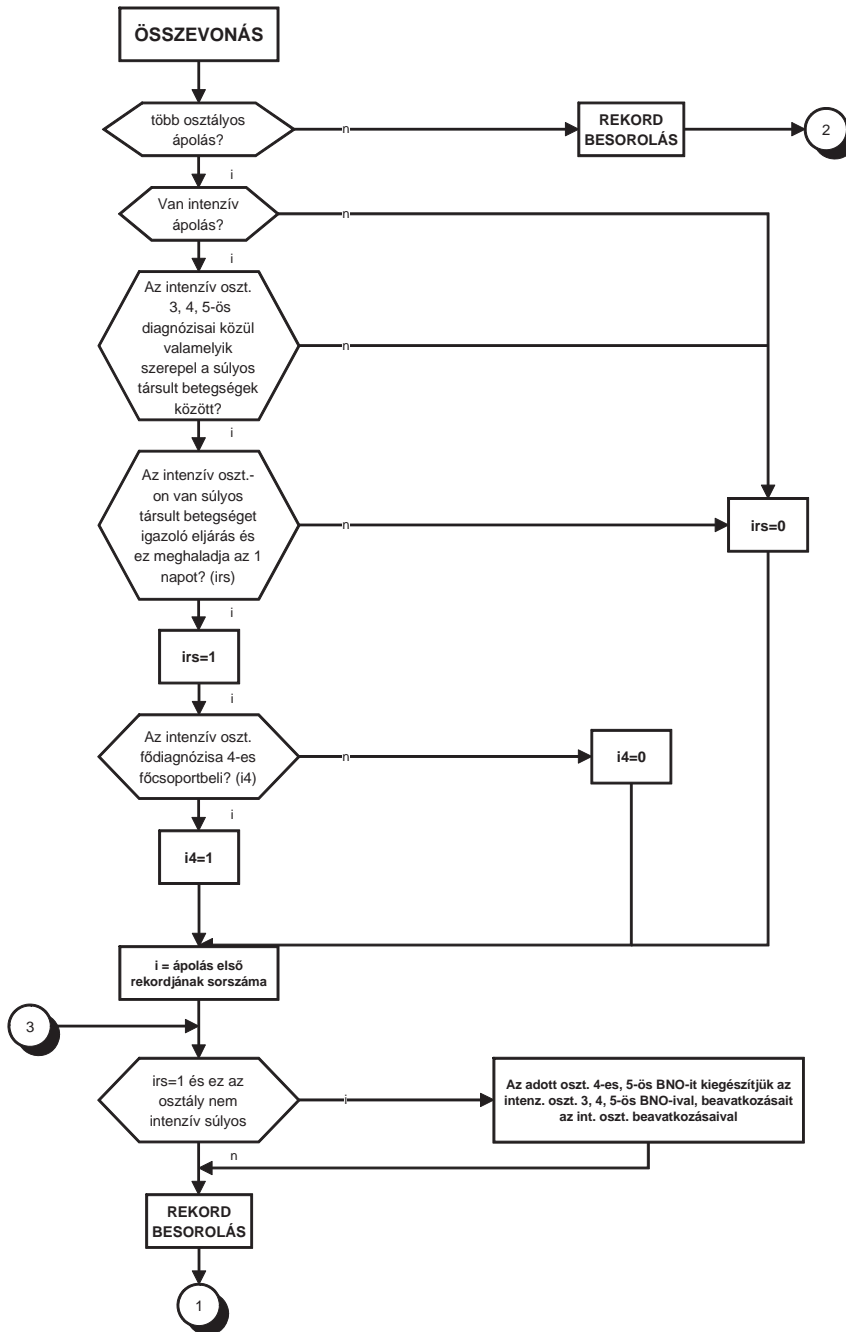 ÖSSZEVONÁS
több osztályos
ápolás?
n
REKORD
BESOROLÁS
2
i
Van intenzív
ápolás?
n
i
Az intenzív oszt.
3, 4, 5-ös
diagnózisai közül
valamelyik
szerepel a súlyos
társult betegségek
között?
n
i
Az intenzív oszt.-
on van súlyos
társult betegséget
igazoló eljárás és
ez meghaladja az 1
napot? (irs)
n
irs=0
i
irs=1
i
Az intenzív oszt.
fődiagnózisa 4-es
főcsoportbeli? (i4)
n
i4=0
i
i4=1
i = ápolás első
rekordjának sorszáma
3
irs=1 és ez az
osztály nem
intenzív súlyos
i
Az adott oszt. 4-es, 5-ös BNO-it kiegészítjük az
intenz. oszt. 3, 4, 5-ös BNO-ival, beavatkozásait
az int. oszt. beavatkozásaival
n
REKORD
BESOROLÁS
1